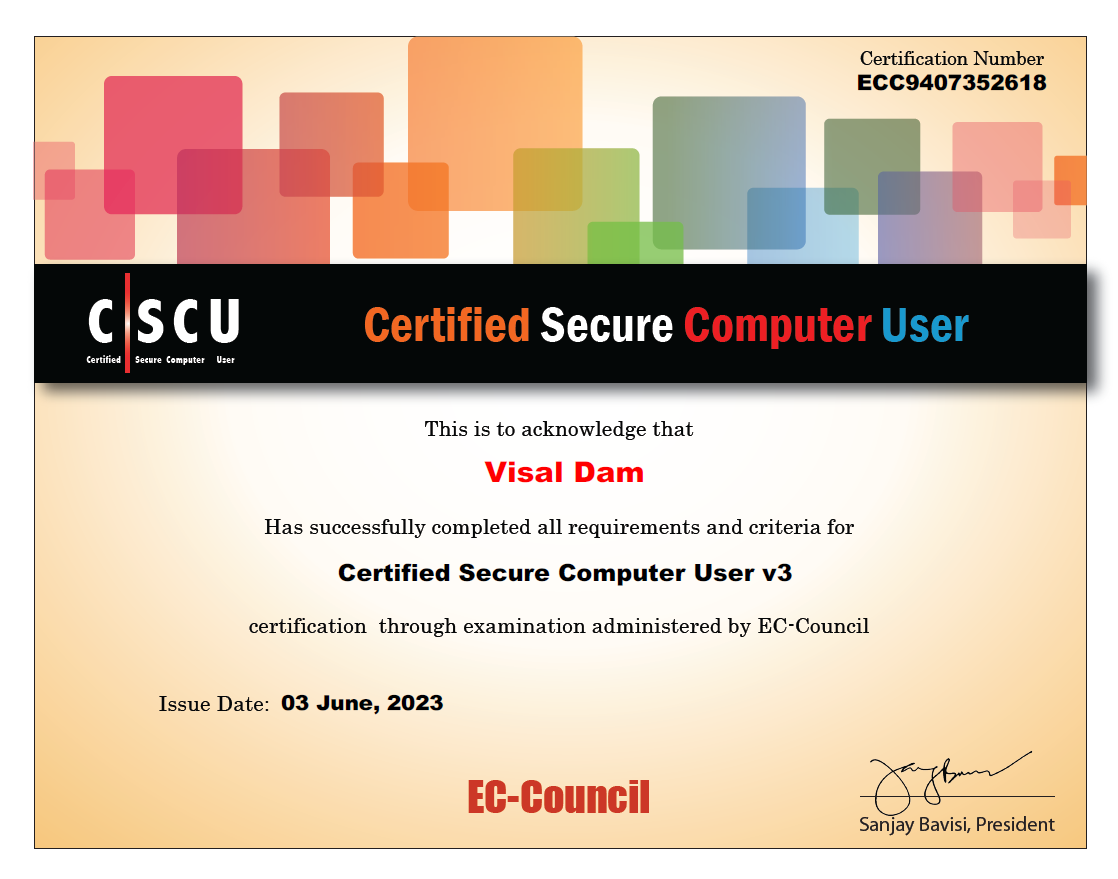 Certification Number
ECC9407352618
CSCU
Certified Secure Computer User
Certified Secure Computer User
This is to acknowledge that
Visal Dam
Has successfully completed all requirements and criteria for
Certified Secure Computer User v3
certification through examination administered by EC-Council
Issue Date: 03 June, 2023
EC-Council
Sanjay Bavisi, President